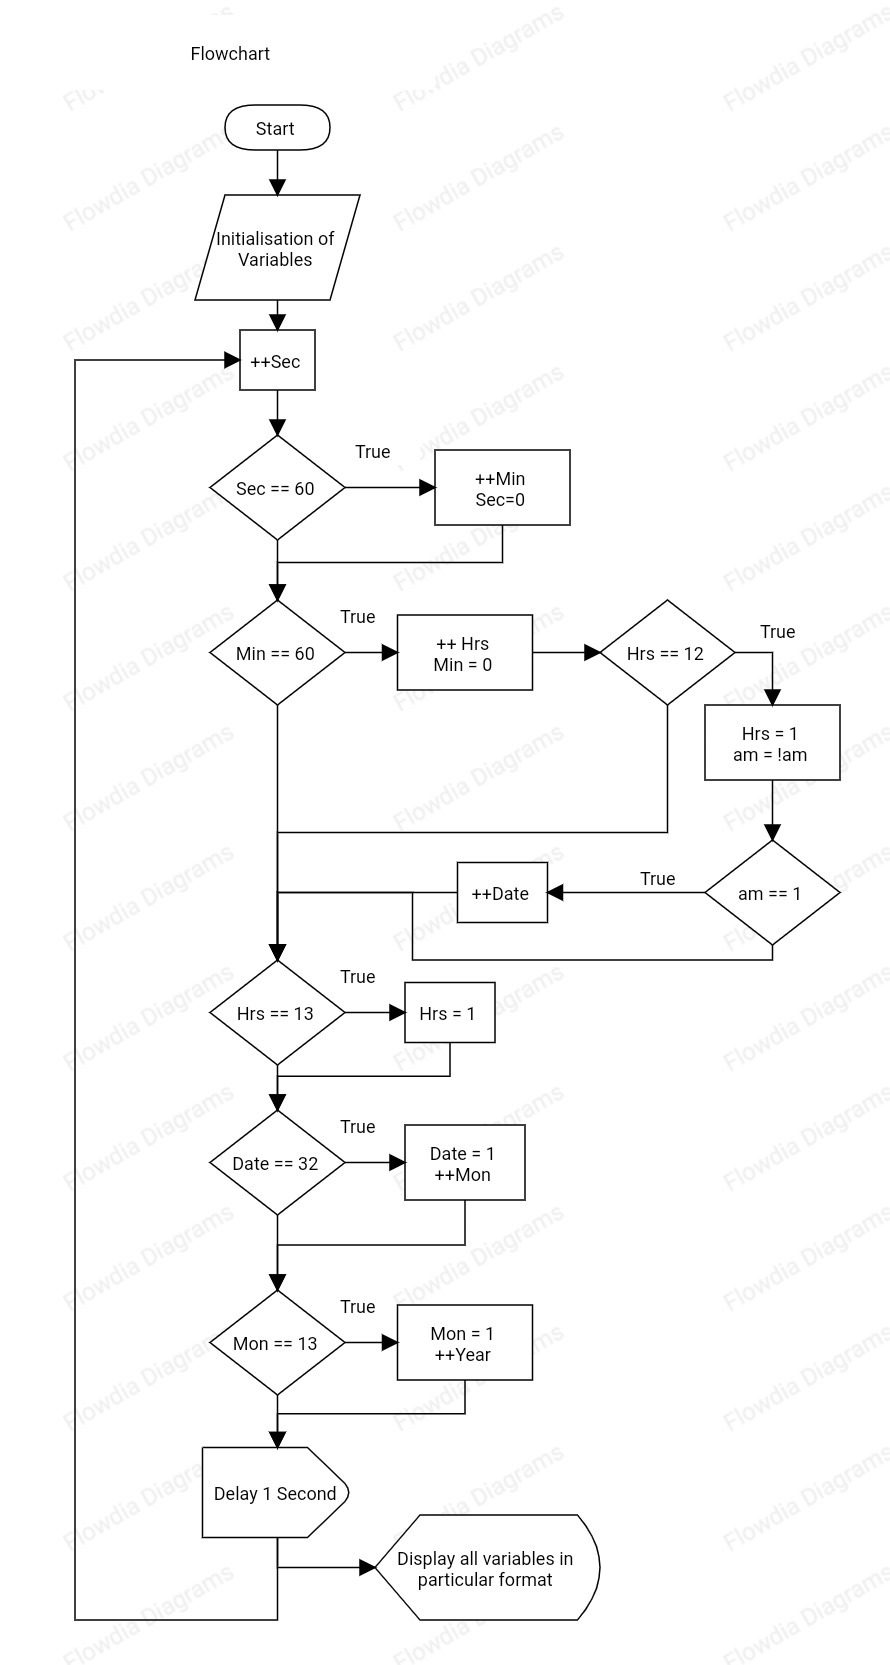 Flowchart
Start
Initialisation of
Variables
++Sec
True
Sec == 60
++Min
Sec=0
True
Min == 60
++ Hrs
Min = 0
Hrs == 12
True
Hrs = 1
am = !am
True
++Date
am == 1
True
Hrs == 13
Hrs = 1
True
Date == 32
Date = 1
++Mon
True
Mon == 13
Mon = 1
++Year
Delay 1 Second
Display all variables in
particular format
Flowdia Diagrams